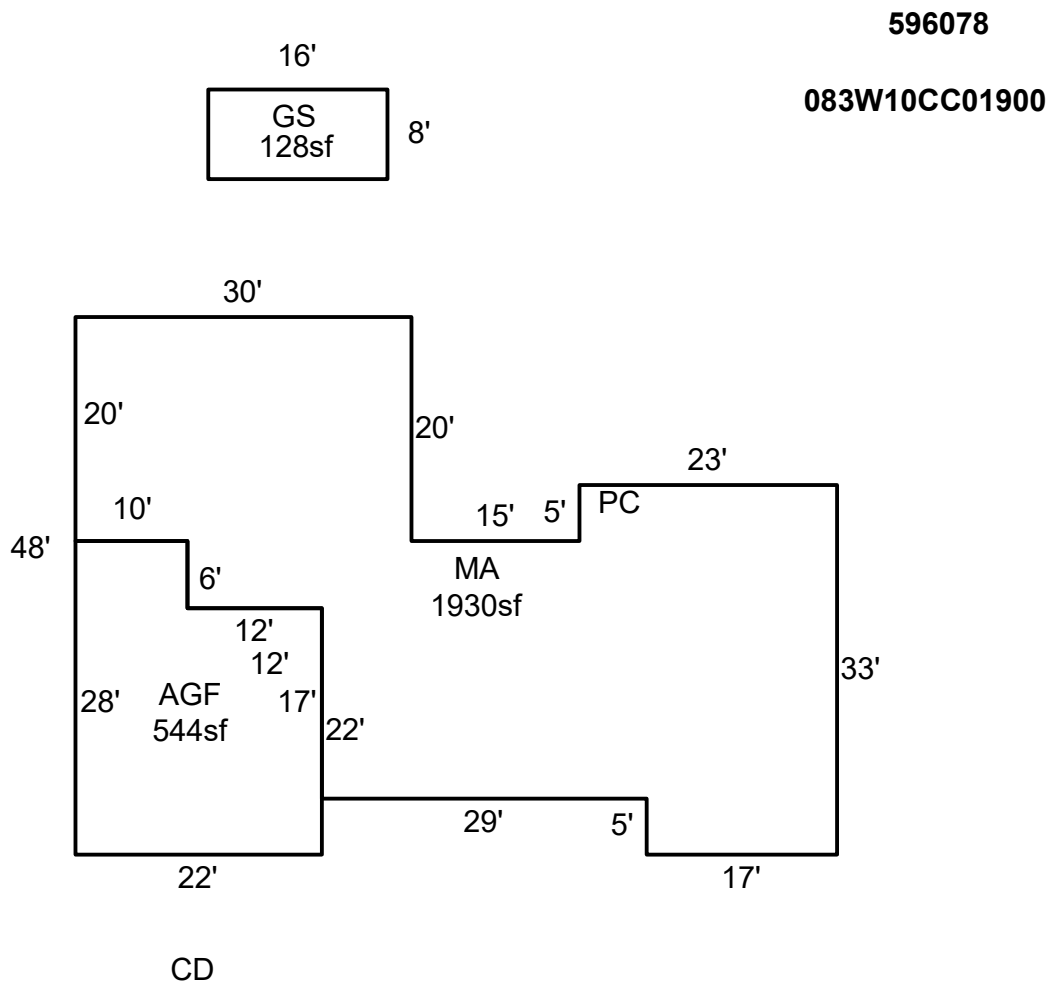 596078
083W10CC01900
16'
GS
128sf
8'
30'
20'
20'
23'
10'
15'
5'
PC
48'
6'
MA
1930sf
12'
12'
28'
AGF
544sf
17'
22'
33'
29'
5'
22'
17'
CD